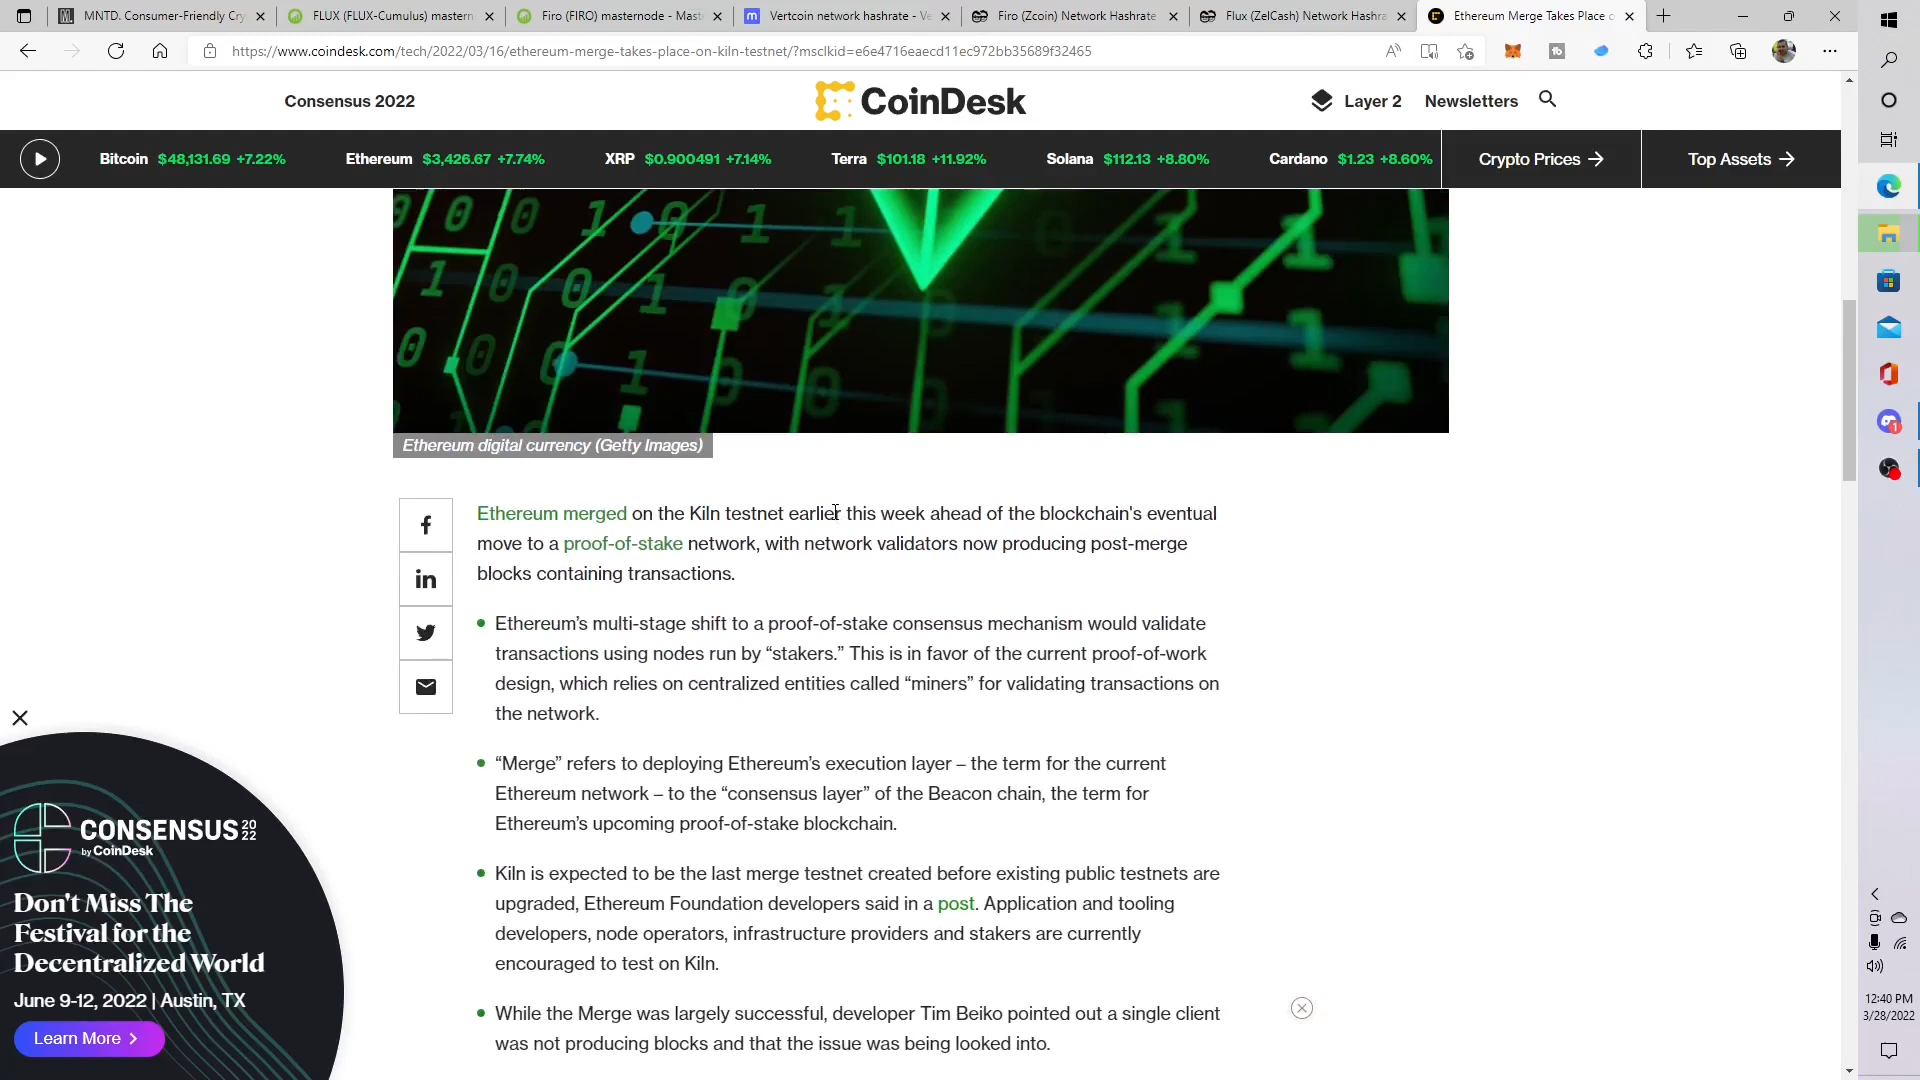 MNTD. Consumer-Friendly Cry
FLUX (FLUX-Cumulus) mastern
Firo (FIRO) masternode - Mast
Vertcoin network hashrate - Ve
Firo (Zcoin) Network Hashrate
Flux (ZelCash) Network Hashra
Ethereum Merge Takes Place o
https://www.coindesk.com/tech/2022/03/16/ethereum-merge-takes-place-on-kiln-testnet/?msclkid=e6e4716eaecd11ec972bb35689f32465
Consensus 2022
CoinDesk
Layer 2
Newsletters
Bitcoin $48,131.69 +7.22%
Ethereum $3,426.67 +7.74%
XRP $0.900491 +7.14%
Terra $101.18 +11.92%
Solana $112.13 +8.80%
Cardano $1.23 +8.60%
Crypto Prices
Top Assets
Ethereum digital currency (Getty Images)
Ethereum merged on the Kiln testnet earlier this week ahead of the blockchain's eventual
move to a proof-of-stake network, with network validators now producing post-merge
blocks containing transactions.
Ethereum’s multi-stage shift to a proof-of-stake consensus mechanism would validate
transactions using nodes run by “stakers.” This is in favor of the current proof-of-work
design, which relies on centralized entities called “miners” for validating transactions on
the network.
“Merge” refers to deploying Ethereum’s execution layer – the term for the current
Ethereum network – to the “consensus layer” of the Beacon chain, the term for
Ethereum’s upcoming proof-of-stake blockchain.
Kiln is expected to be the last merge testnet created before existing public testnets are
upgraded, Ethereum Foundation developers said in a post. Application and tooling
developers, node operators, infrastructure providers and stakers are currently
encouraged to test on Kiln.
While the Merge was largely successful, developer Tim Beiko pointed out a single client
was not producing blocks and that the issue was being looked into.
CONSENSUS 2022
by CoinDesk
Don't Miss The
Festival for the
Decentralized World
June 9-12, 2022 | Austin, TX
Learn More
12:40 PM
3/28/2022